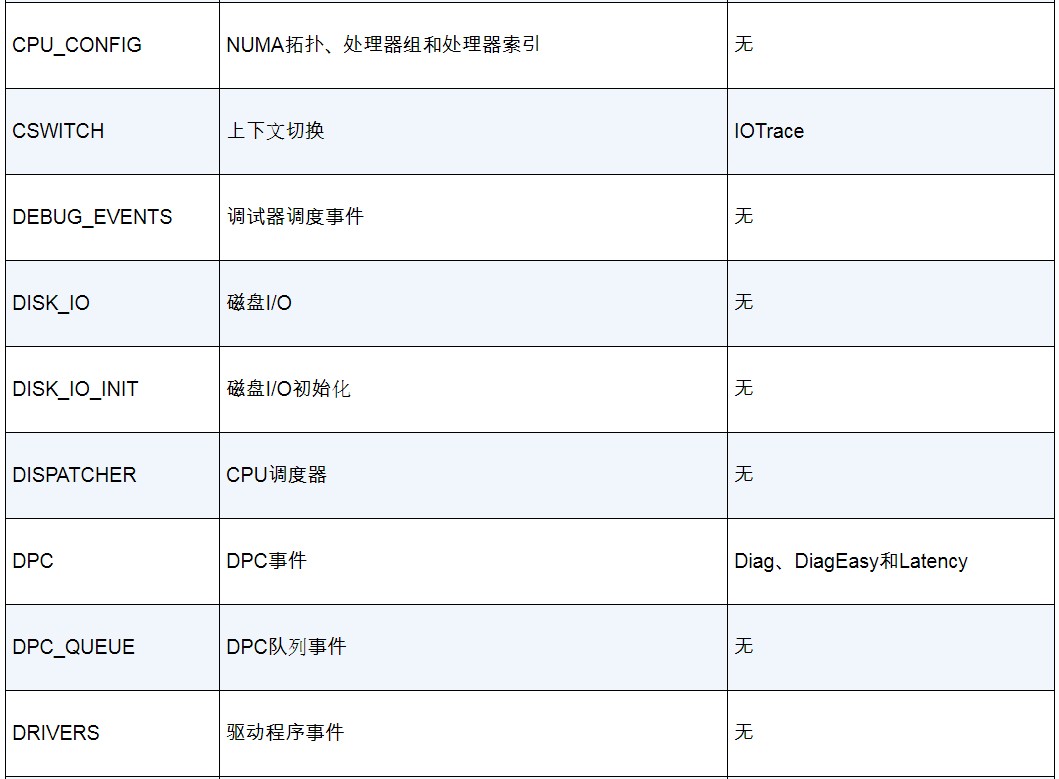 CPU_CONFIG NUMA拓扑、处理器组和处理器索引 无
CSWITCH 上下文切换 IOTrace
DEBUG_EVENTS 调试器调度事件 无
DISK_IO 磁盘I/O 无
DISK_IO_INIT 磁盘I/O初始化 无
DISPATCHER CPU调度器 无
DPC DPC事件 Diag、DiagEasy和Latency
DPC_QUEUE DPC队列事件 无
DRIVERS 驱动程序事件 无